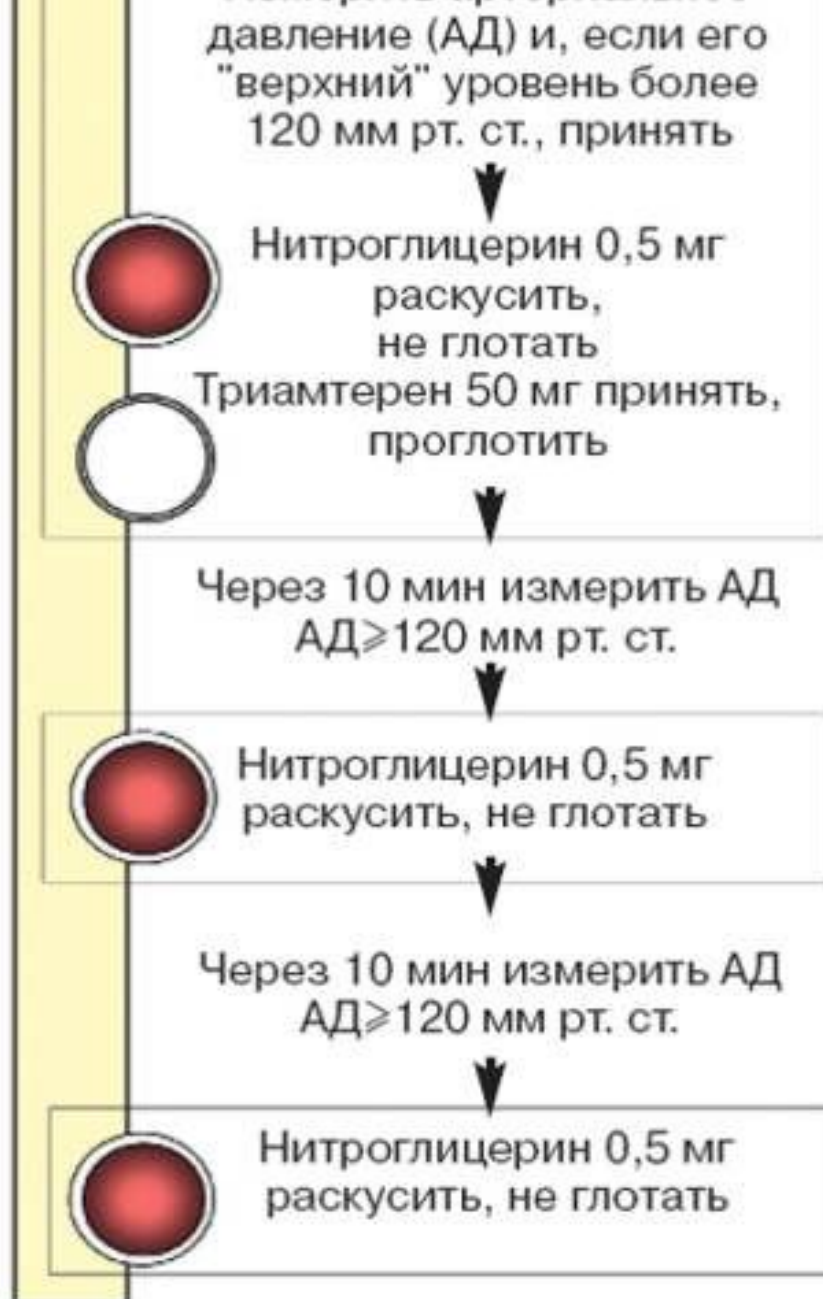 давление (АД) и, если его
"верхний" уровень более
120 мм рт. ст., принять
Нитроглицерин 0,5 мг
раскусить,
не глотать
Триамтерен 50 мг принять,
проглотить
Через 10 мин измерить АД
АД⩾120 мм рт. ст.
Нитроглицерин 0,5 мг
раскусить, не глотать
Через 10 мин измерить АД
АД⩾120 мм рт. ст.
Нитроглицерин 0,5 мг
раскусить, не глотать